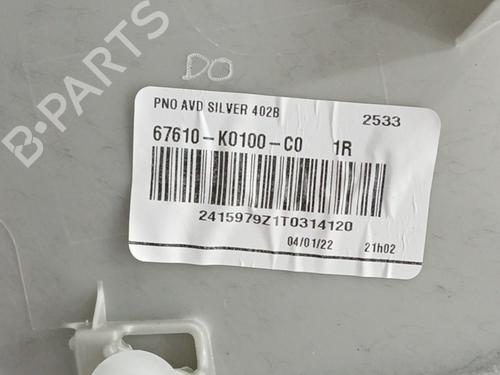 B-PARTS
DO
PNO AVD SILVER 402B 2533
67610-K0100-C0 1R
2415979Z1T0314120
04/01/22 21h02